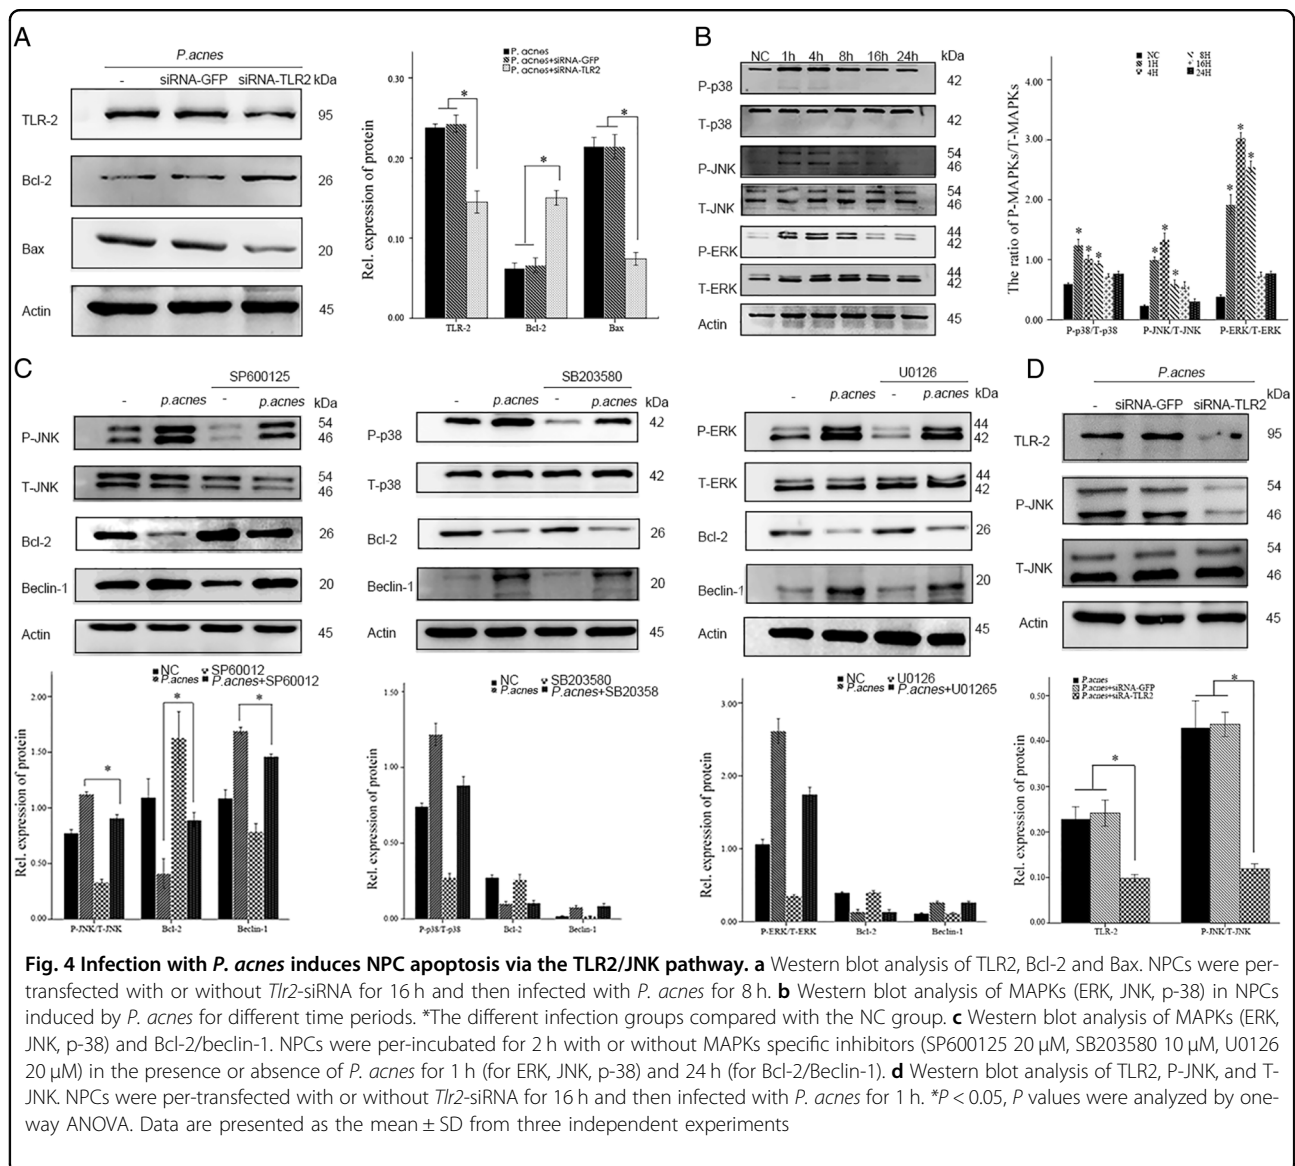 A
P.acnes
- siRNA-GFP siRNA-TLR2 kDa
TLR-2 95
Bcl-2 26
Bax 20
Actin 45
P. acnes
P. acnes+siRNA-GFP
P. acnes+siRNA-TLR2
Rel. expression of protein
0.30
0.20
0.10
0.00
* * *
TLR-2 Bcl-2 Bax
B
NC 1h 4h 8h 16h 24h kDa
P-p38 42
T-p38 42
P-JNK 54 46
T-JNK 54 46
P-ERK 44 42
T-ERK 44 42
Actin 45
NC 8H
1H 16H
4H 24H
The ratio of P-MAPKs/T-MAPKs
4.00
3.00
2.00
1.00
0.00
* * * * * * * * *
P-p38/T-p38 P-JNK/T-JNK P-ERK/T-ERK
C
SP600125
- p.acnes - p.acnes kDa
P-JNK 54 46
T-JNK 54 46
Bcl-2 26
Beclin-1 20
Actin 45
NC SP60012
P.acnes P.acnes+SP60012
Rel. expression of protein
2.00
1.50
1.00
0.50
0.00
* * *
P-JNK/T-JNK Bcl-2 Beclin-1
SB203580
- p.acnes - p.acnes kDa
P-p38 42
T-p38 42
Bcl-2 26
Beclin-1 20
Actin 45
NC SB203580
P.acnes P.acnes+SB20358
Rel. expression of protein
1.50
1.00
0.50
0.00
P-p38/T-p38 Bcl-2 Beclin-1
U0126
- p.acnes - p.acnes kDa
P-ERK 44 42
T-ERK 44 42
Bcl-2 26
Beclin-1 20
Actin 45
NC U0126
P.acnes P.acnes+U01265
Rel. expression of protein
3.00
2.00
1.00
0.00
P-ERK/T-ERK Bcl-2 Beclin-1
D
P.acnes
- siRNA-GFP siRNA-TLR2 kDa
TLR-2 95
P-JNK 54 46
T-JNK 54 46
Actin 45
P.acnes
P.acnes+siRNA-GFP
P.acnes+siRA-TLR2
Rel. expression of protein
0.50
0.40
0.30
0.20
0.10
0.00
* *
TLR-2 P-JNK/T-JNK
Fig. 4 Infection with P. acnes induces NPC apoptosis via the TLR2/JNK pathway. a Western blot analysis of TLR2, Bcl-2 and Bax. NPCs were per-
transfected with or without Tlr2-siRNA for 16 h and then infected with P. acnes for 8 h. b Western blot analysis of MAPKs (ERK, JNK, p-38) in NPCs
induced by P. acnes for different time periods. *The different infection groups compared with the NC group. c Western blot analysis of MAPKs (ERK,
JNK, p-38) and Bcl-2/beclin-1. NPCs were per-incubated for 2 h with or without MAPKs specific inhibitors (SP600125 20 μM, SB203580 10 μM, U0126
20 μM) in the presence or absence of P. acnes for 1 h (for ERK, JNK, p-38) and 24 h (for Bcl-2/Beclin-1). d Western blot analysis of TLR2, P-JNK, and T-
JNK. NPCs were per-transfected with or without Tlr2-siRNA for 16 h and then infected with P. acnes for 1 h. *P < 0.05, P values were analyzed by one-
way ANOVA. Data are presented as the mean ± SD from three independent experiments